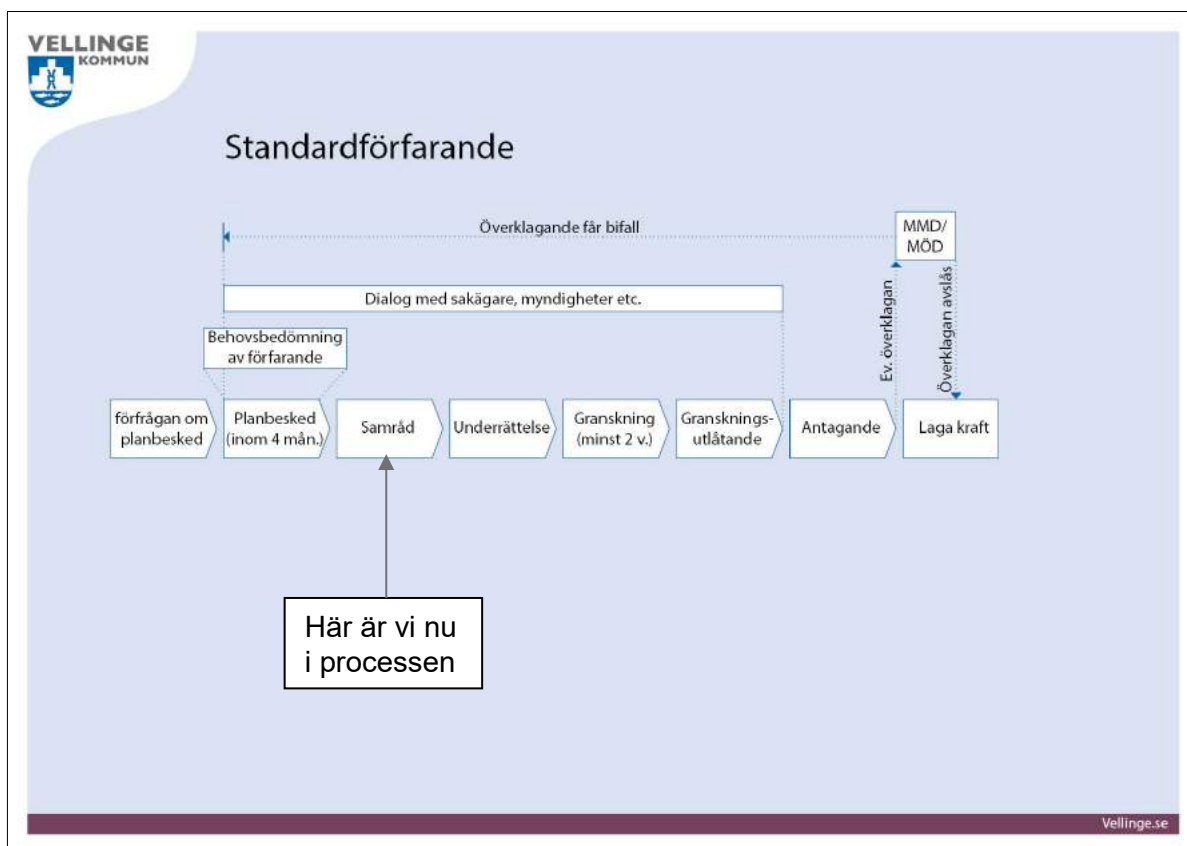 VELLINGE
KOMMUN
Standardförfarande
Överklagande får bifall
MMD/
MÖD
Dialog med sakägare, myndigheter etc.
Ev. överklagan
Överklagan avslås
Behovsbedömning
av förfarande
förfrågan om
planbesked
Planbesked
(inom 4 mån.)
Samråd
Underrättelse
Granskning
(minst 2 v.)
Gransknings-
utlåtande
Antagande
Laga kraft
Här är vi nu
i processen
Vellinge.se